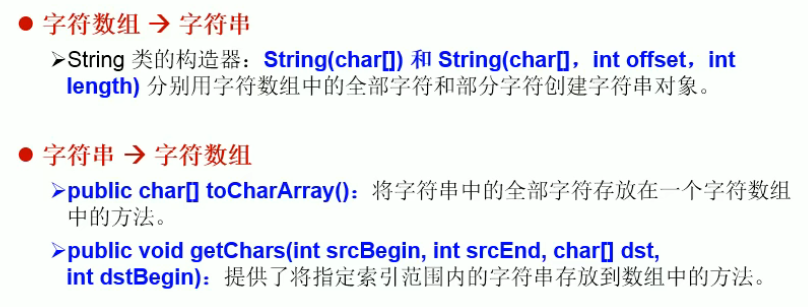 ● 字符数组 → 字符串
➢String 类的构造器：String(char[]) 和 String(char[]，int offset，int
length) 分别用字符数组中的全部字符和部分字符创建字符串对象。
● 字符串 → 字符数组
➢public char[] toCharArray()：将字符串中的全部字符存放在一个字符数组
中的方法。
➢public void getChars(int srcBegin, int srcEnd, char[] dst,
int dstBegin)：提供了将指定索引范围内的字符串存放到数组中的方法。